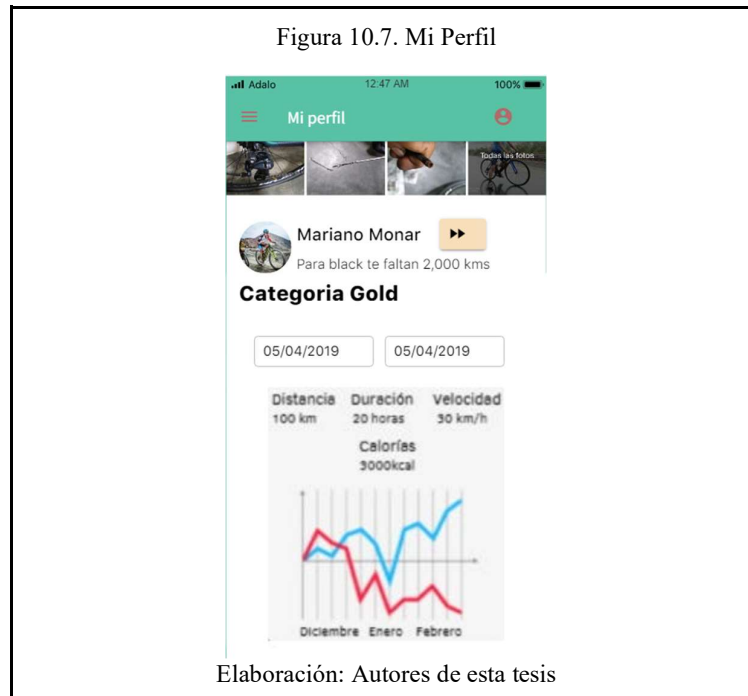 Figura 10.7. Mi Perfil
Adalo 12:47 AM 100%
Mi perfil
Todas las fotos
Mariano Monar
Para black te faltan 2,000 kms
Categoria Gold
05/04/2019 05/04/2019
Distancia Duración Velocidad
100 km 20 horas 30 km/h
Calorías
3000kcal
Diciembre Enero Febrero
Elaboración: Autores de esta tesis